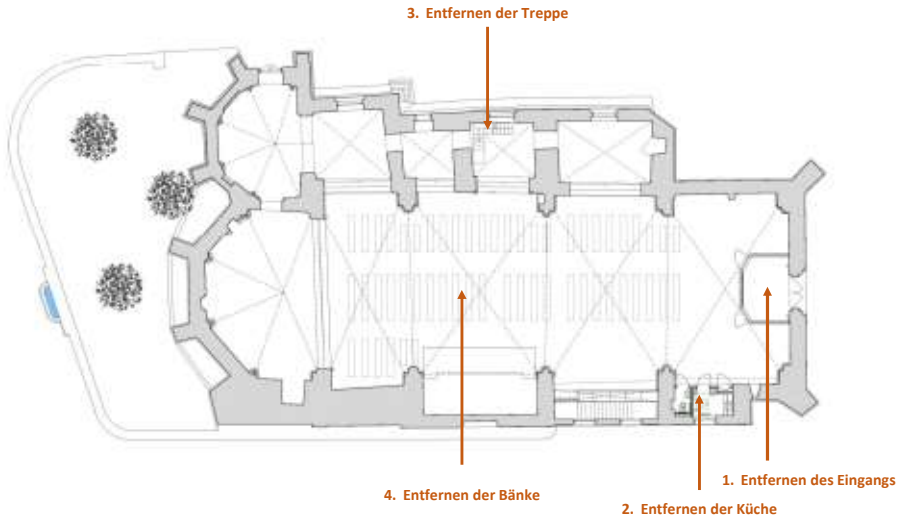 3. Entfernen der Treppe
1. Entfernen des Eingangs
4. Entfernen der Bänke
2. Entfernen der Küche